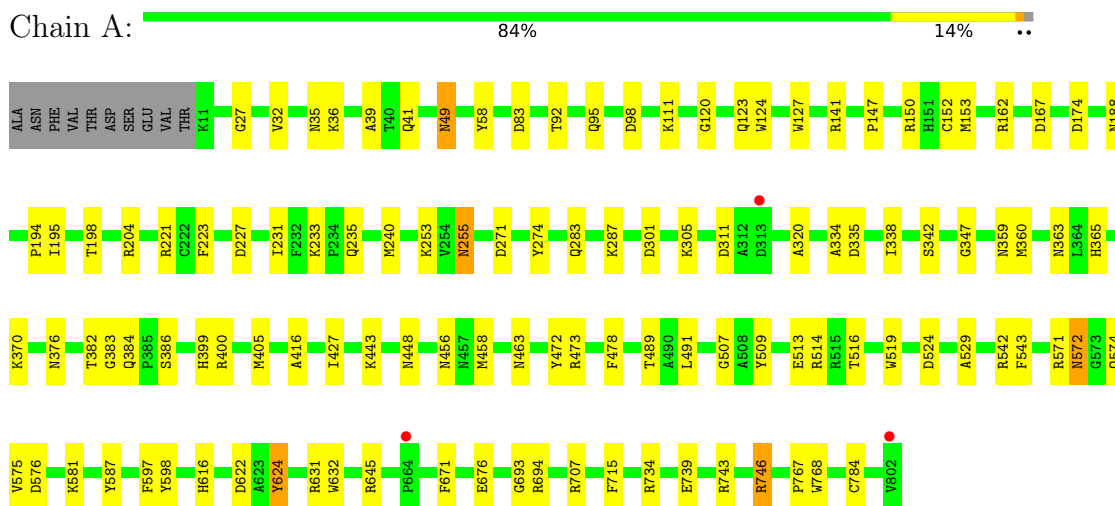 Chain A:
84% 14% ••
ALA ASN PHE VAL THR ASP SER GLU VAL THR K11 G27 V32 N35 K36 A39 T40 Q41 N49 Y58 D83 T92 Q95 D98 K111 G120 Q123 W124 W127 R141 P147 R150 H151 C152 M153 R162 D167 D174 N188
P194 I195 T198 R204 R221 C222 F223 D227 I231 F232 K233 P234 Q235 M240 K253 V254 N255 D271 Y274 Q283 K287 D301 K305 D311 A312 D313 A320 A334 D335 I338 S342 G347 N359 M360 N363 L364 H365
K370 N376 T382 G383 Q384 P385 S386 H399 R400 M405 A416 I427 K443 N448 N456 N457 M458 N463 Y472 R473 F478 T489 A490 L491 G507 A508 Y509 E513 R514 R515 T516 W519 D524 A529 R542 F543 R571 N572 G573
V575 D576 K581 Y587 F597 Y598 H616 D622 A623 Y624 R631 W632 R645 P664 F671 E676 G693 R694 R707 F715 R734 E739 R743 R746 P767 W768 C784 V802